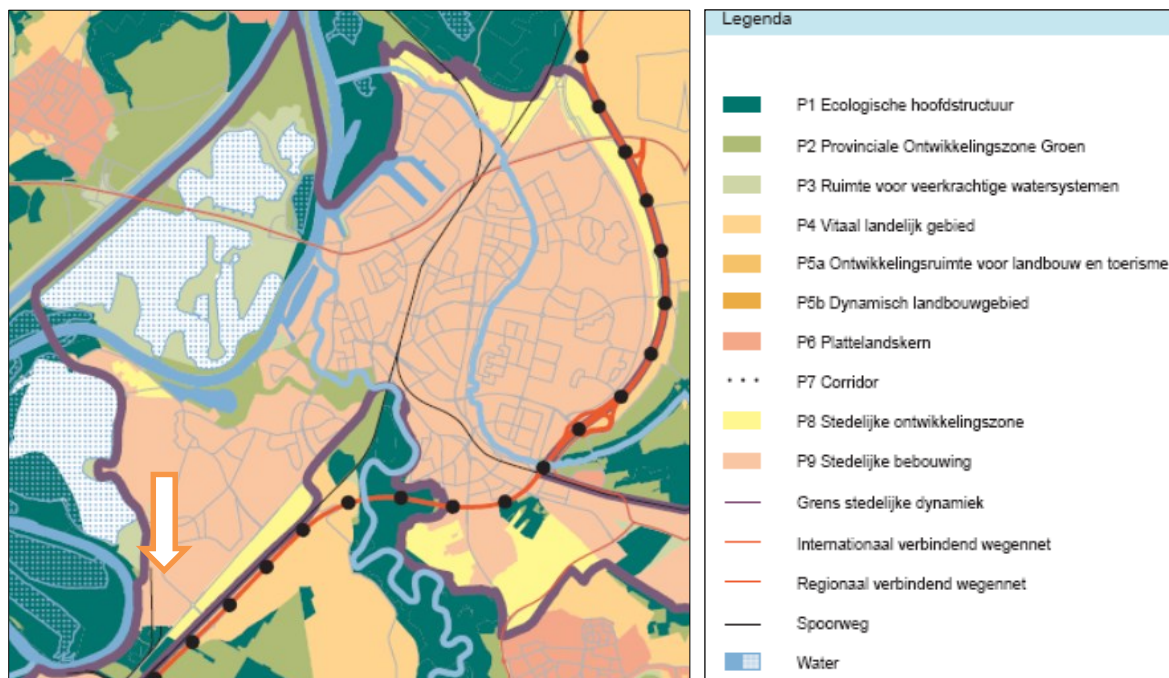 Legenda
P1 Ecologische hoofdstructuur
P2 Provinciale Ontwikkelingszone Groen
P3 Ruimte voor veerkrachtige watersystemen
P4 Vitaal landelijk gebied
P5a Ontwikkelingsruimte voor landbouw en toerisme
P5b Dynamisch landbouwgebied
P6 Plattelandskern
P7 Corridor
P8 Stedelijke ontwikkelingszone
P9 Stedelijke bebouwing
Grens stedelijke dynamiek
Internationaal verbindend wegennet
Regionaal verbindend wegennet
Spoorweg
Water